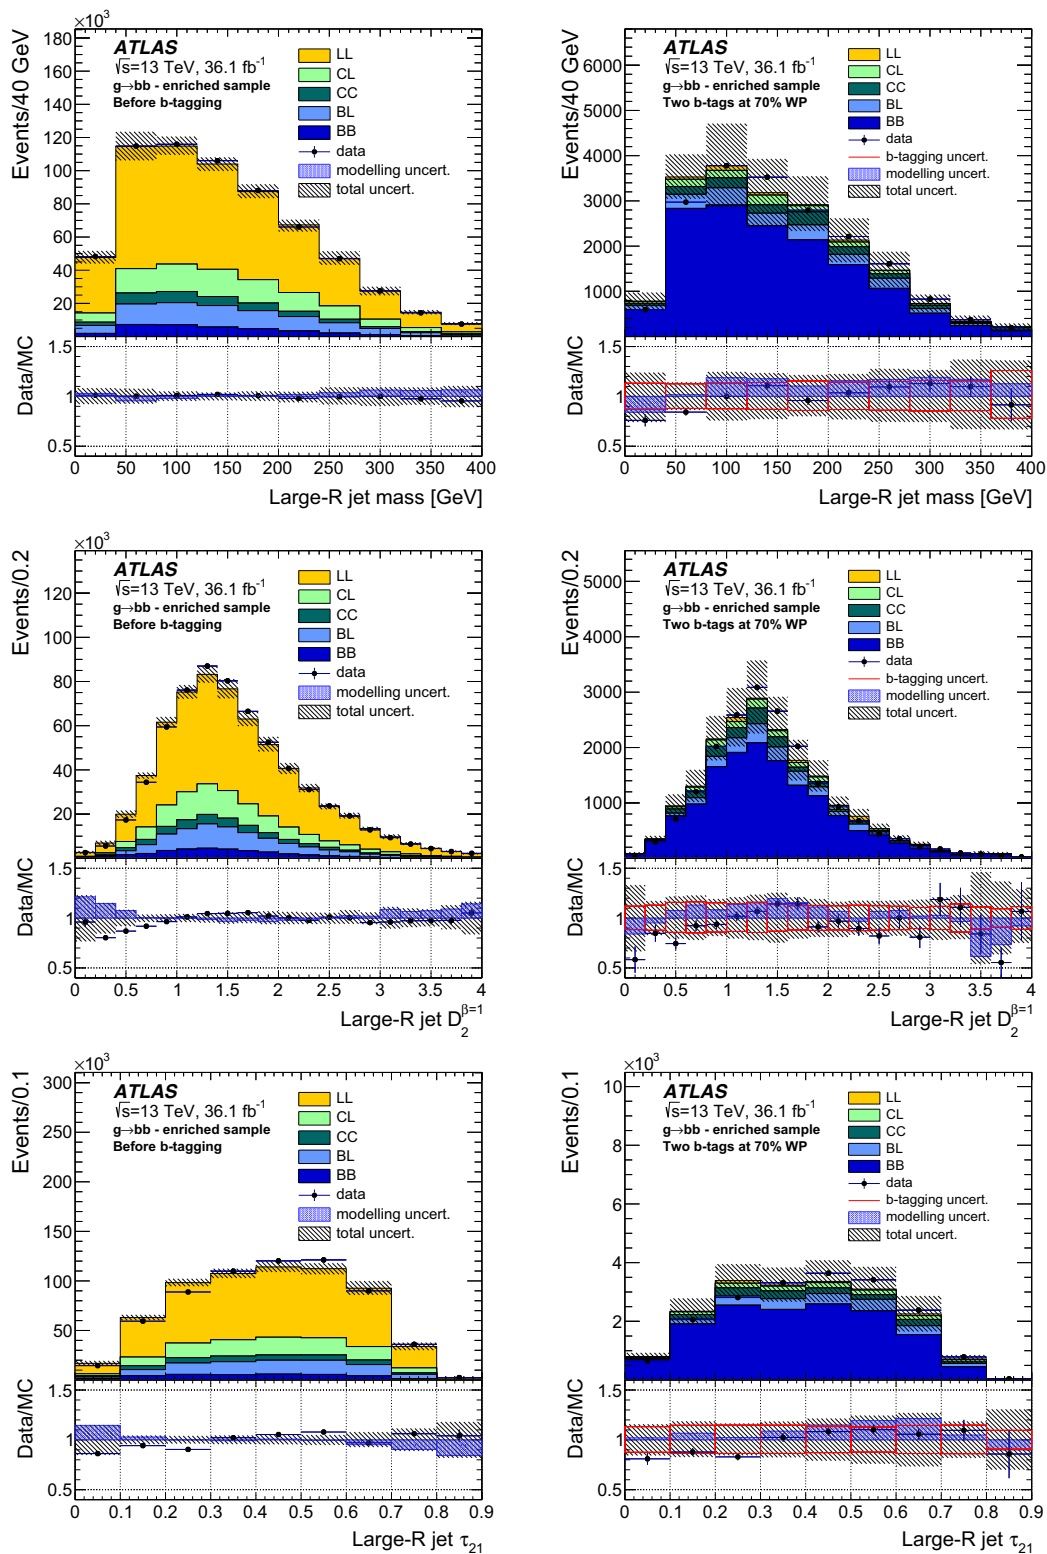 ×10³
Events/40 GeV
180
160
140
120
100
80
60
40
20
ATLAS
√s=13 TeV, 36.1 fb⁻¹
g→bb - enriched sample
Before b-tagging
LL
CL
CC
BL
BB
data
modelling uncert.
total uncert.
Data/MC
1.5
1
0.5
0 50 100 150 200 250 300 350 400
Large-R jet mass [GeV]
Events/40 GeV
6000
5000
4000
3000
2000
1000
ATLAS
√s=13 TeV, 36.1 fb⁻¹
g→bb - enriched sample
Two b-tags at 70% WP
LL
CL
CC
BL
BB
data
b-tagging uncert.
modelling uncert.
total uncert.
Data/MC
1.5
1
0.5
0 50 100 150 200 250 300 350 400
Large-R jet mass [GeV]
×10³
Events/0.2
120
100
80
60
40
20
ATLAS
√s=13 TeV, 36.1 fb⁻¹
g→bb - enriched sample
Before b-tagging
LL
CL
CC
BL
BB
data
modelling uncert.
total uncert.
Data/MC
1.5
1
0.5
0 0.5 1 1.5 2 2.5 3 3.5 4
Large-R jet D₂^β=1
Events/0.2
5000
4000
3000
2000
1000
ATLAS
√s=13 TeV, 36.1 fb⁻¹
g→bb - enriched sample
Two b-tags at 70% WP
LL
CL
CC
BL
BB
data
b-tagging uncert.
modelling uncert.
total uncert.
Data/MC
1.5
1
0.5
0 0.5 1 1.5 2 2.5 3 3.5 4
Large-R jet D₂^β=1
×10³
Events/0.1
300
250
200
150
100
50
ATLAS
√s=13 TeV, 36.1 fb⁻¹
g→bb - enriched sample
Before b-tagging
LL
CL
CC
BL
BB
data
modelling uncert.
total uncert.
Data/MC
1.5
1
0.5
0 0.1 0.2 0.3 0.4 0.5 0.6 0.7 0.8 0.9
Large-R jet τ₂₁
×10³
Events/0.1
10
8
6
4
2
ATLAS
√s=13 TeV, 36.1 fb⁻¹
g→bb - enriched sample
Two b-tags at 70% WP
LL
CL
CC
BL
BB
data
b-tagging uncert.
modelling uncert.
total uncert.
Data/MC
1.5
1
0.5
0 0.1 0.2 0.3 0.4 0.5 0.6 0.7 0.8 0.9
Large-R jet τ₂₁